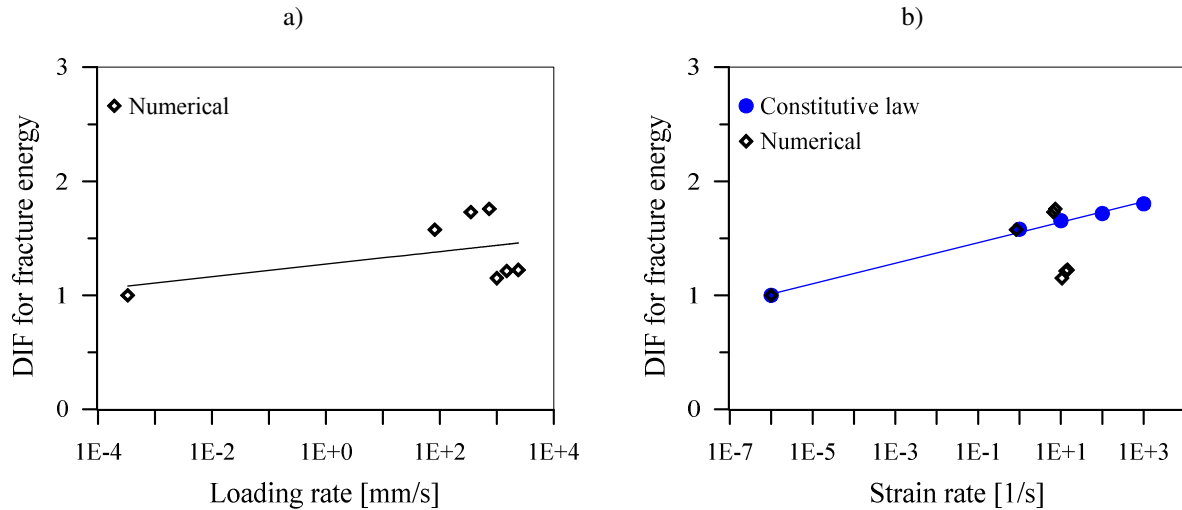 a)
3
2
1
0
DIF for fracture energy
Numerical
1E-4
1E-2
1E+0
1E+2
1E+4
Loading rate [mm/s]
b)
3
2
1
0
DIF for fracture energy
Constitutive law
Numerical
1E-7
1E-5
1E-3
1E-1
1E+1
1E+3
Strain rate [1/s]